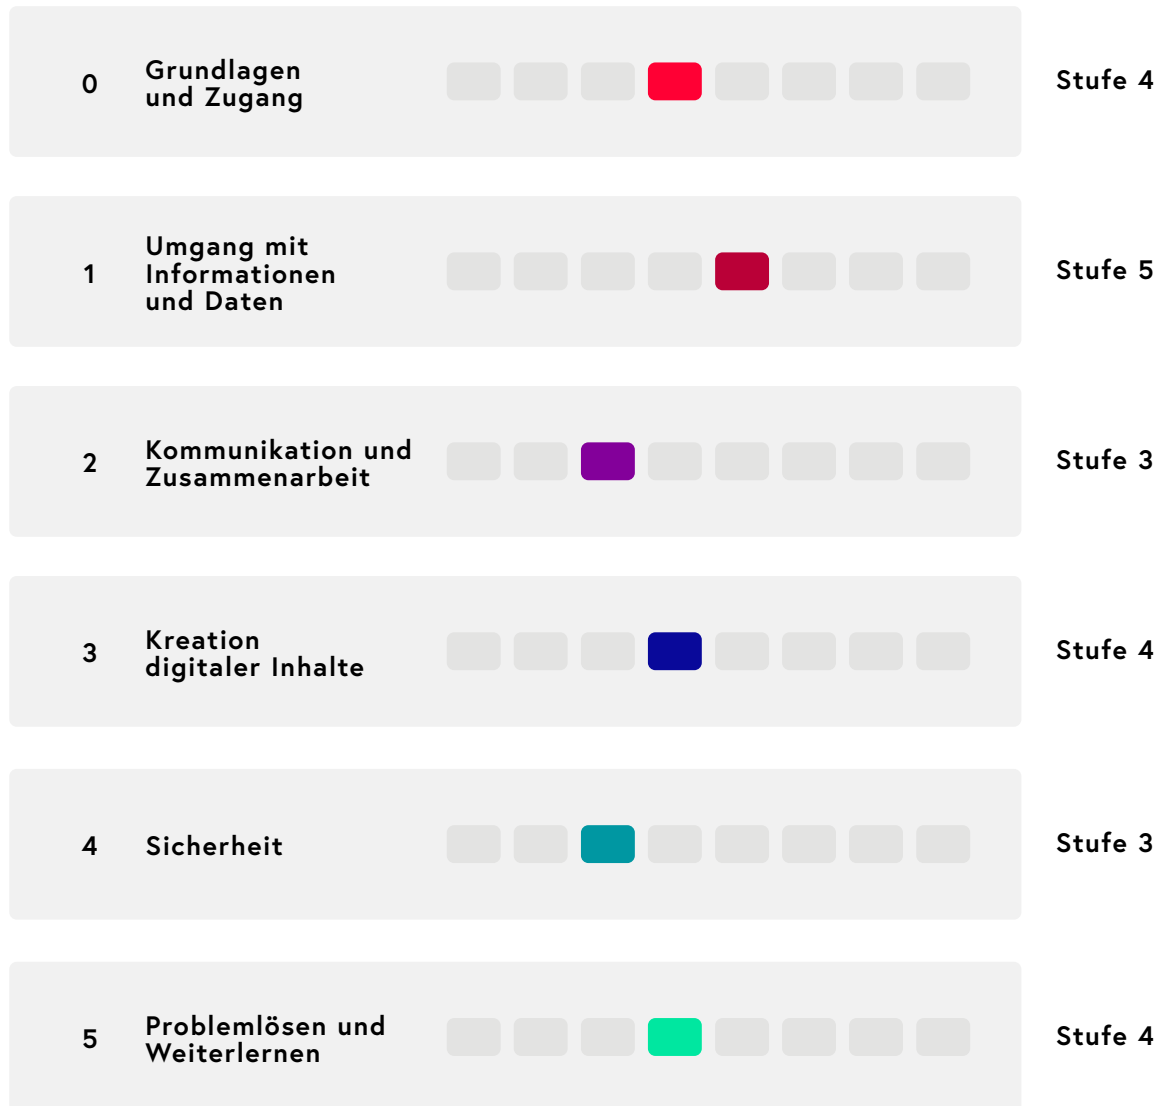 0
Grundlagen
und Zugang
Stufe 4
1
Umgang mit
Informationen
und Daten
Stufe 5
2
Kommunikation und
Zusammenarbeit
Stufe 3
3
Kreation
digitaler Inhalte
Stufe 4
4
Sicherheit
Stufe 3
5
Problemlösen und
Weiterlernen
Stufe 4